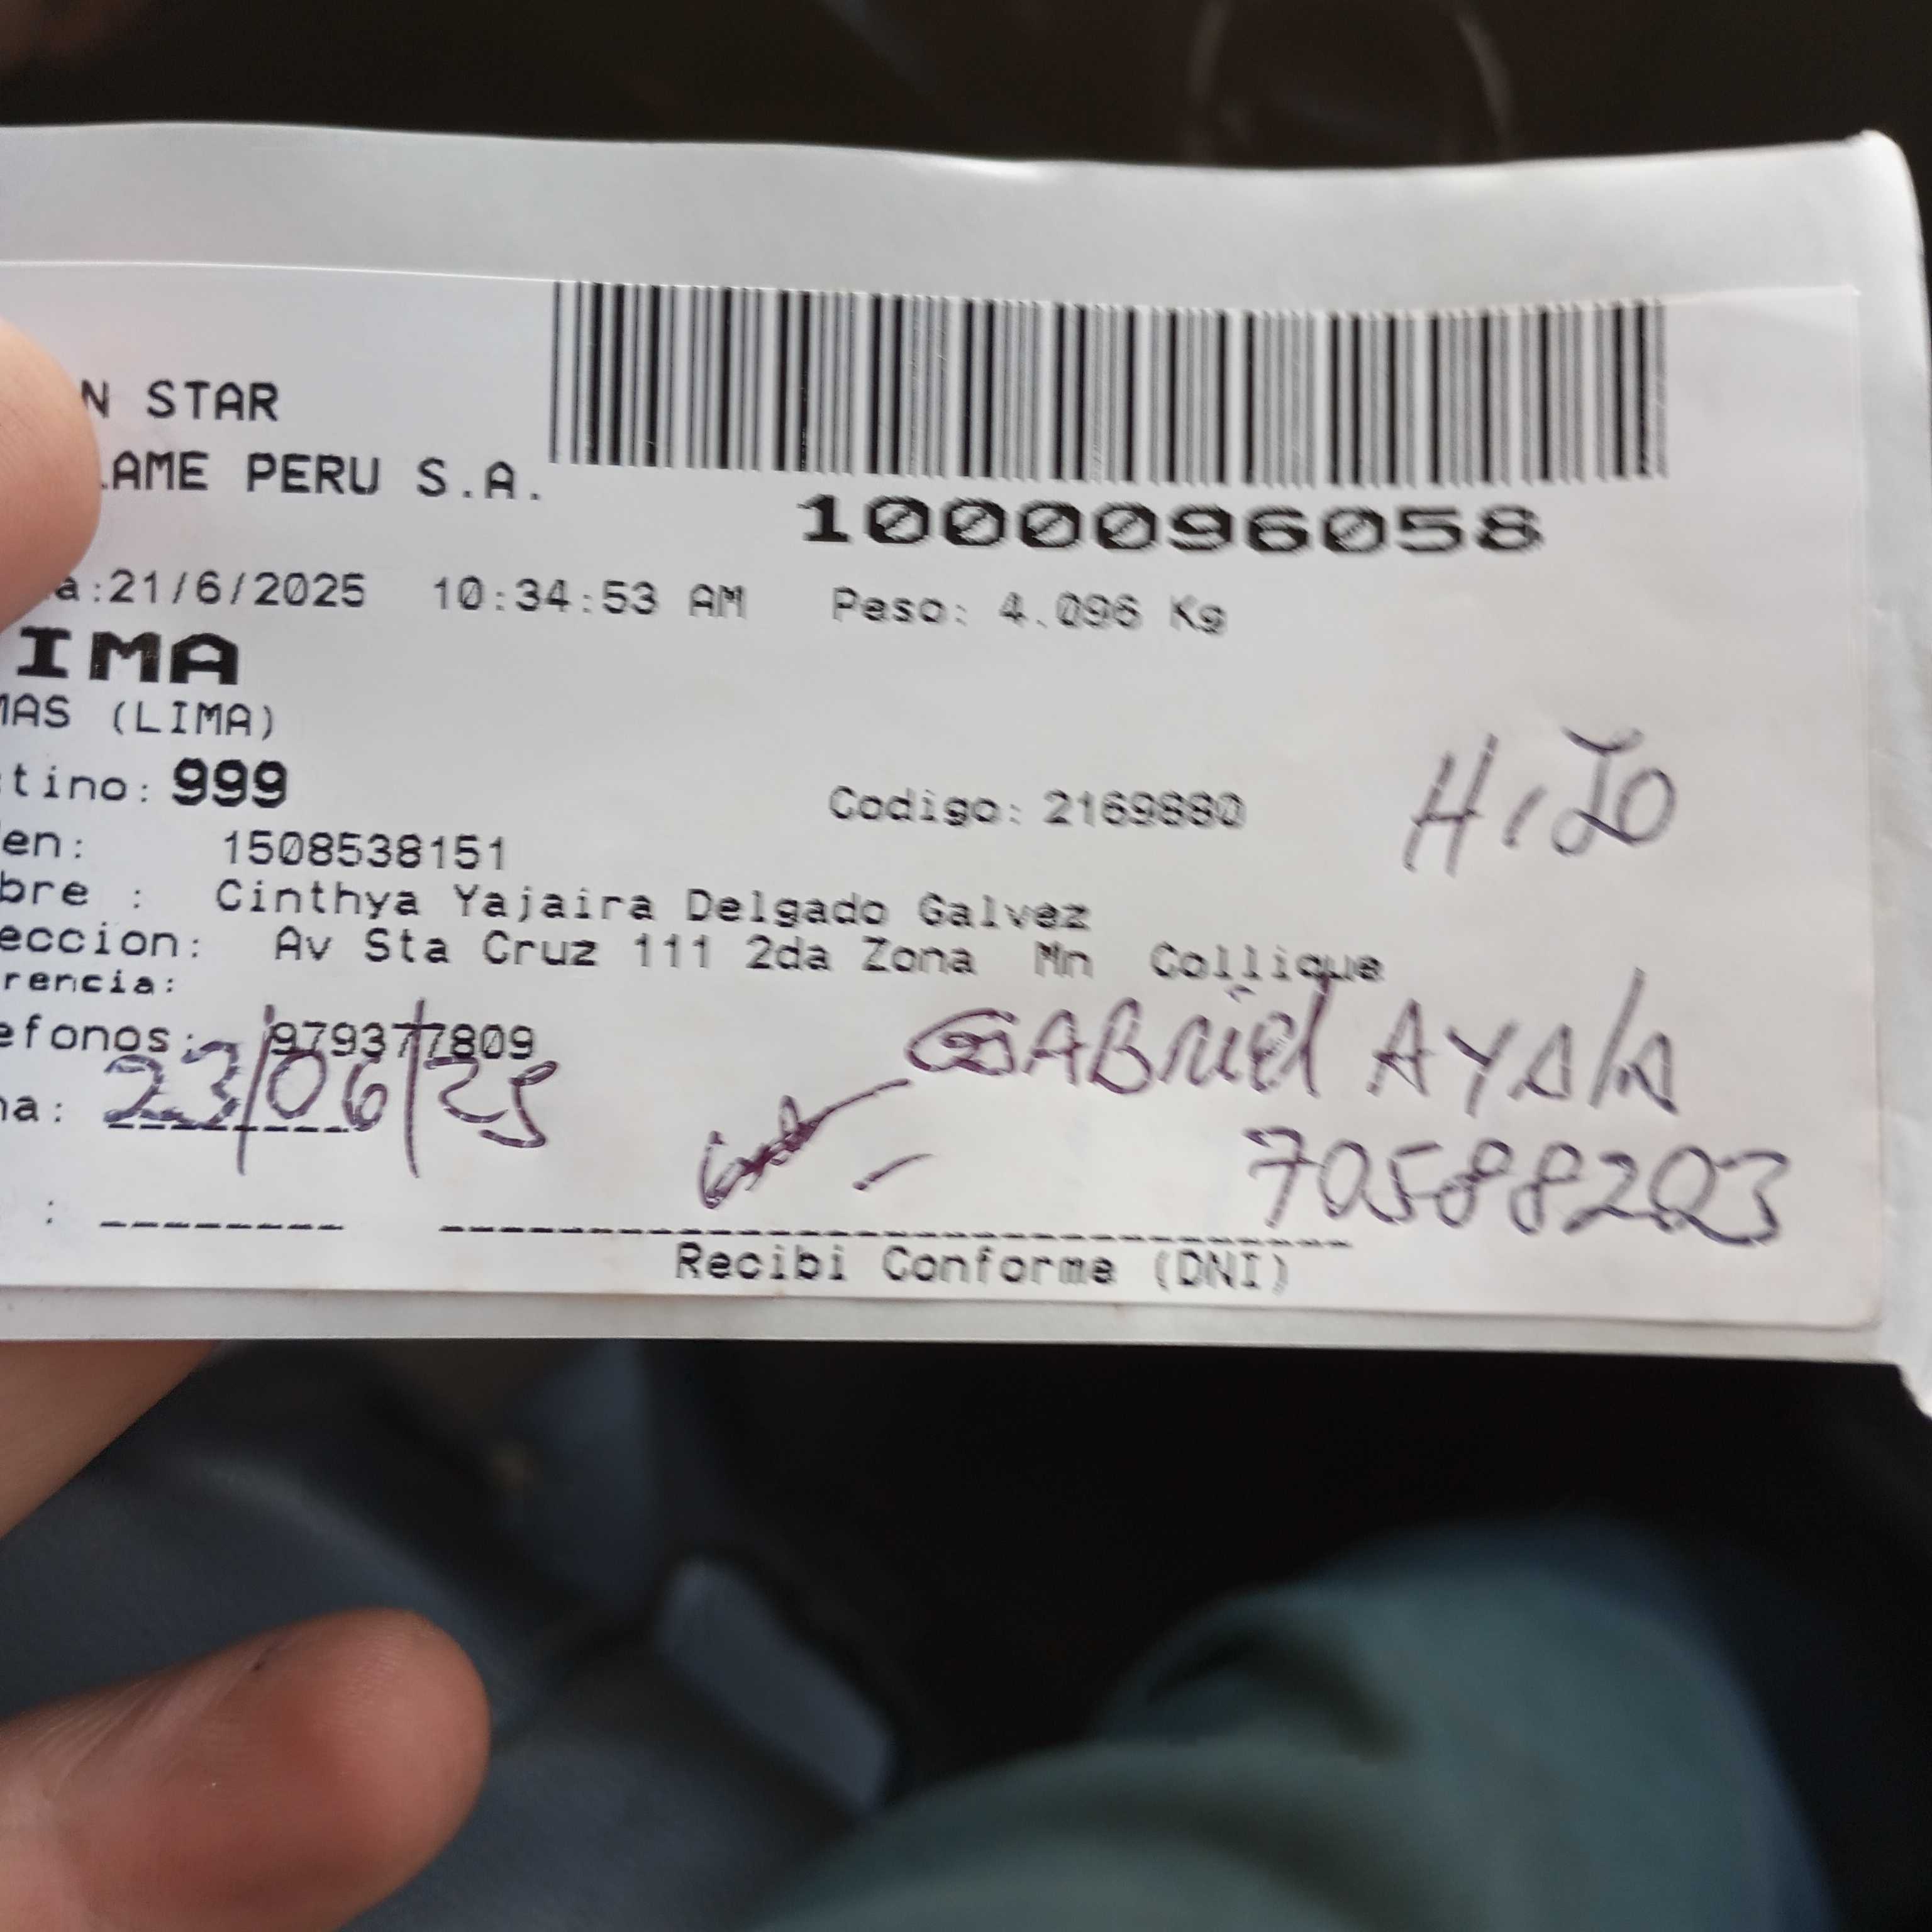 N STAR
LAME PERU S.A.
1000096058
a:21/6/2025 10:34:53 AM Peso: 4.096 Kg
IMA
MAS (LIMA)
tino: 999
Codigo: 2169880
HIJO
en: 1508538151
bre : Cinthya Yajaira Delgado Galvez
eccion: Av Sta Cruz 111 2da Zona Mn Collique
rencia:
efonos: 979377809
GABRiel AYAlA
a: 23/06/25
70588203
: 
Recibi Conforme (DNI)